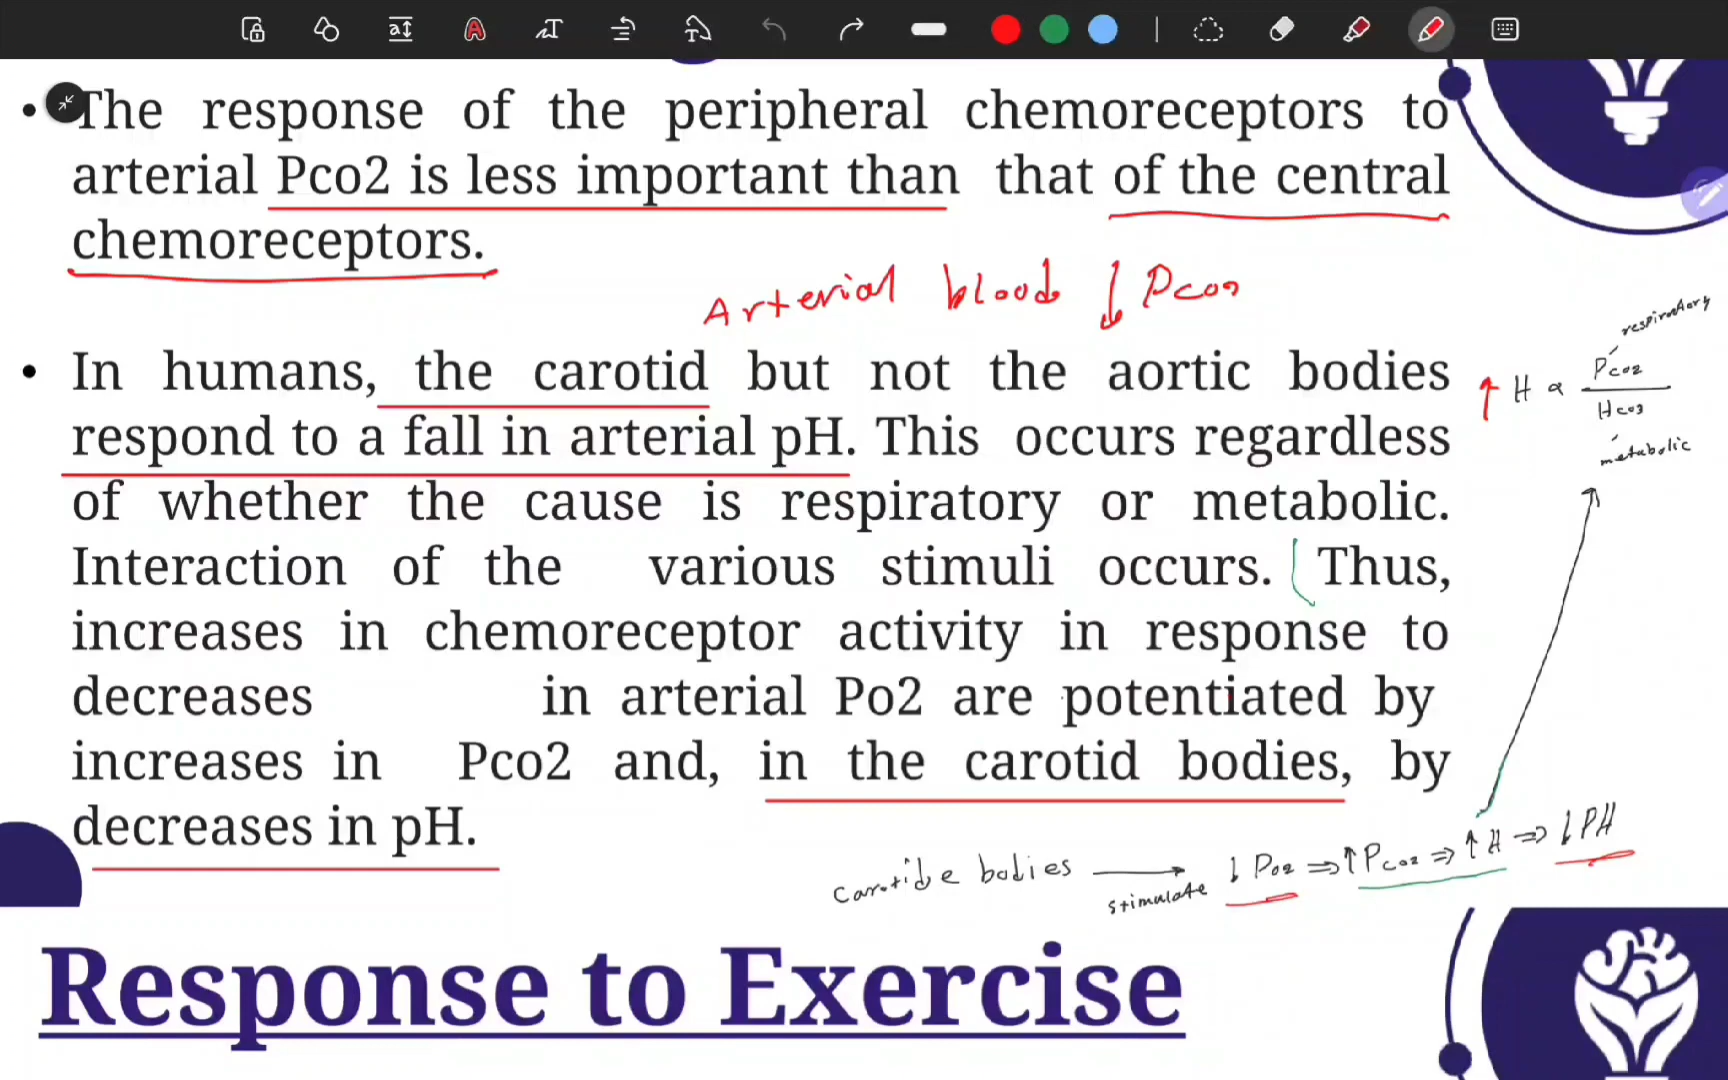 • The response of the peripheral chemoreceptors to
arterial Pco2 is less important than that of the central
chemoreceptors.
Arterial blood ↓ Pco2
• In humans, the carotid but not the aortic bodies
respond to a fall in arterial pH. This occurs regardless
of whether the cause is respiratory or metabolic.
Interaction of the various stimuli occurs. Thus,
increases in chemoreceptor activity in response to
decreases in arterial Po2 are potentiated by
increases in Pco2 and, in the carotid bodies, by
decreases in pH.
respiratory
↑ H ∝ Pco2
Hco3
metabolic
carotide bodies → stimulate ↓ Po2 ⇒ ↑ Pco2 ⇒ ↑ H ⇒ ↓ PH
Response to Exercise